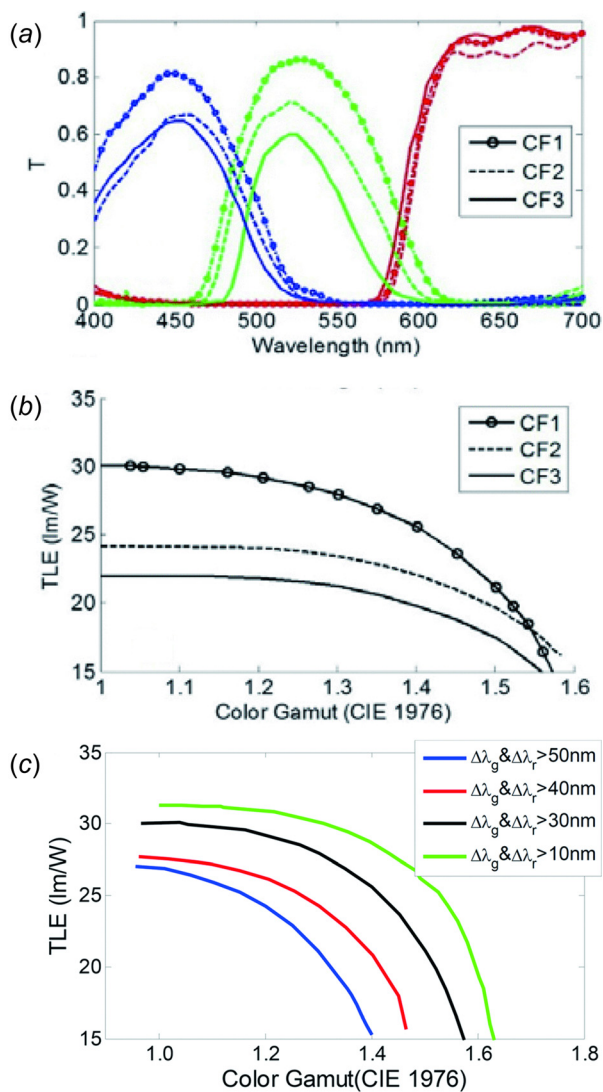 (a)
1
0.8
0.6
0.4
0.2
0
T
CF1
CF2
CF3
400 450 500 550 600 650 700
Wavelength (nm)
(b)
35
30
25
20
15
TLE (lm/W)
CF1
CF2
CF3
1 1.1 1.2 1.3 1.4 1.5 1.6
Color Gamut (CIE 1976)
(c)
35
30
25
20
15
TLE (lm/W)
Δλg&Δλr>50nm
Δλg&Δλr>40nm
Δλg&Δλr>30nm
Δλg&Δλr>10nm
1.0 1.2 1.4 1.6 1.8
Color Gamut(CIE 1976)